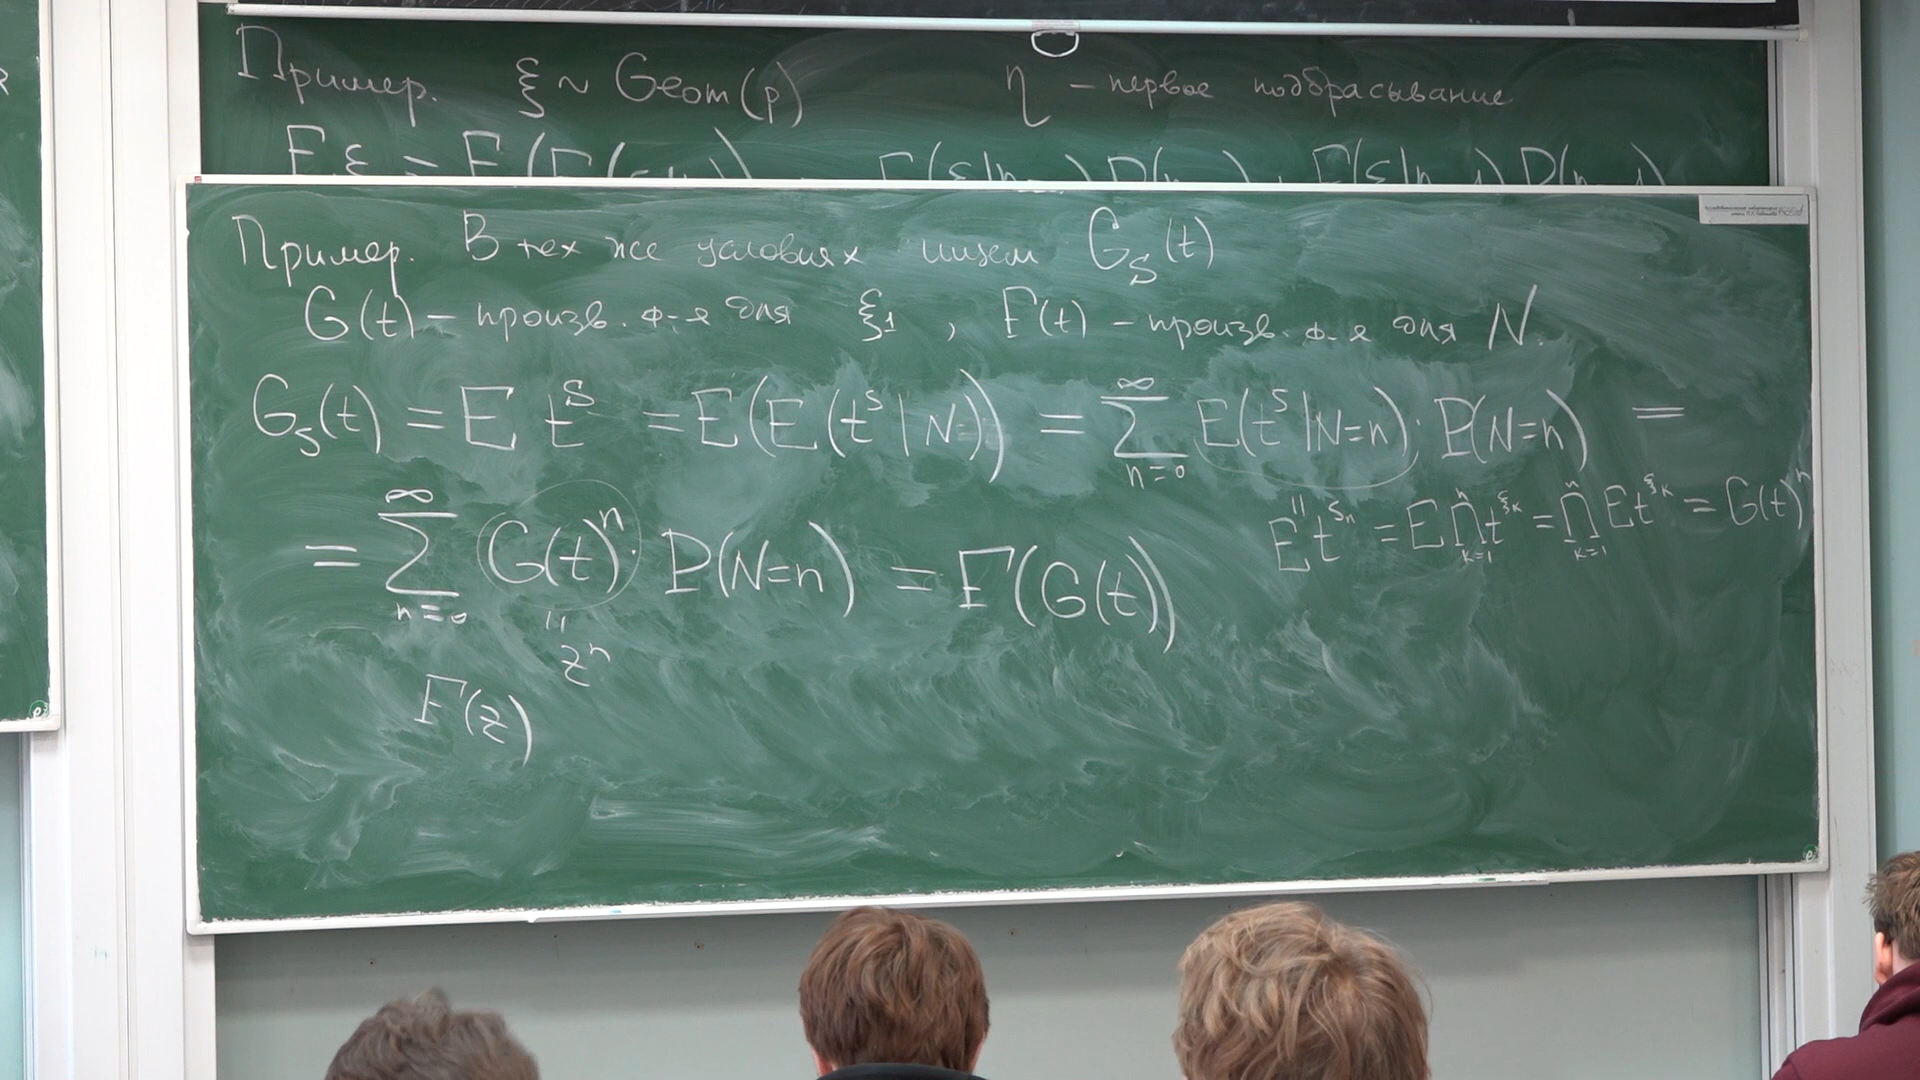 Пример. ξ ~ Geom(p) η – первое подбрасывание
Пример. В тех же условиях ищем G_S(t)
G(t) – произв. ф-я для ξ_1, F(t) – произв. ф-я для N.
G_S(t) = E t^S = E(E(t^S | N)) = ∑_{n=0}^∞ E(t^S | N=n) · P(N=n) =
" E t^{S_n} = E ∏_{k=1}^n t^{ξ_k} = ∏_{k=1}^n E t^{ξ_k} = G(t)^n
= ∑_{n=0}^∞ G(t)^n · P(N=n) = F(G(t))
" z^n
F(z)